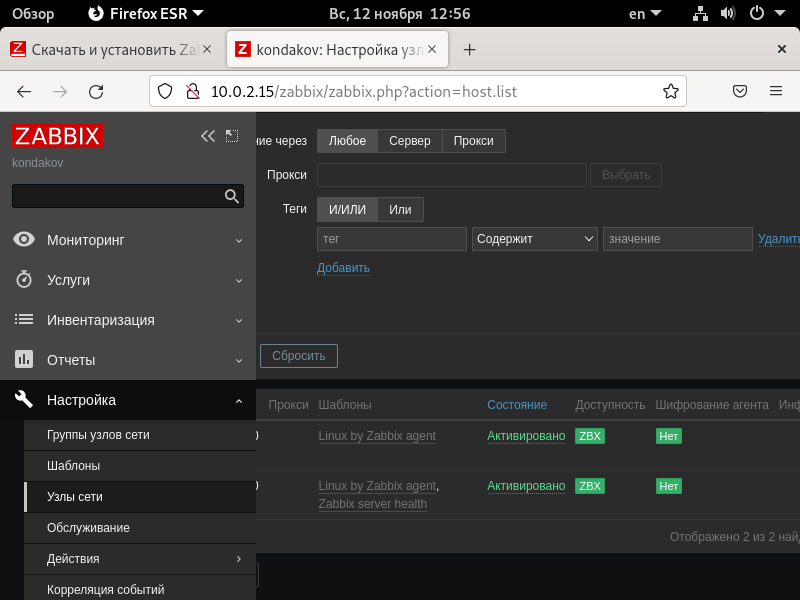 Обзор Firefox ESR Вс, 12 ноября 12:56 en
Скачать и установить Za kondakov: Настройка узл
10.0.2.15/zabbix/zabbix.php?action=host.list
ZABBIX
kondakov
ние через Любое Сервер Прокси
Прокси Выбрать
Теги И/ИЛИ Или
тег Содержит значение Удалить
Добавить
Сбросить
Мониторинг
Услуги
Инвентаризация
Отчеты
Настройка
Группы узлов сети
Шаблоны
Узлы сети
Обслуживание
Действия
Корреляция событий
Прокси Шаблоны Состояние Доступность Шифрование агента Инф
0 Linux by Zabbix agent Активировано ZBX Нет
0 Linux by Zabbix agent, Активировано ZBX Нет
Zabbix server health
Отображено 2 из 2 най